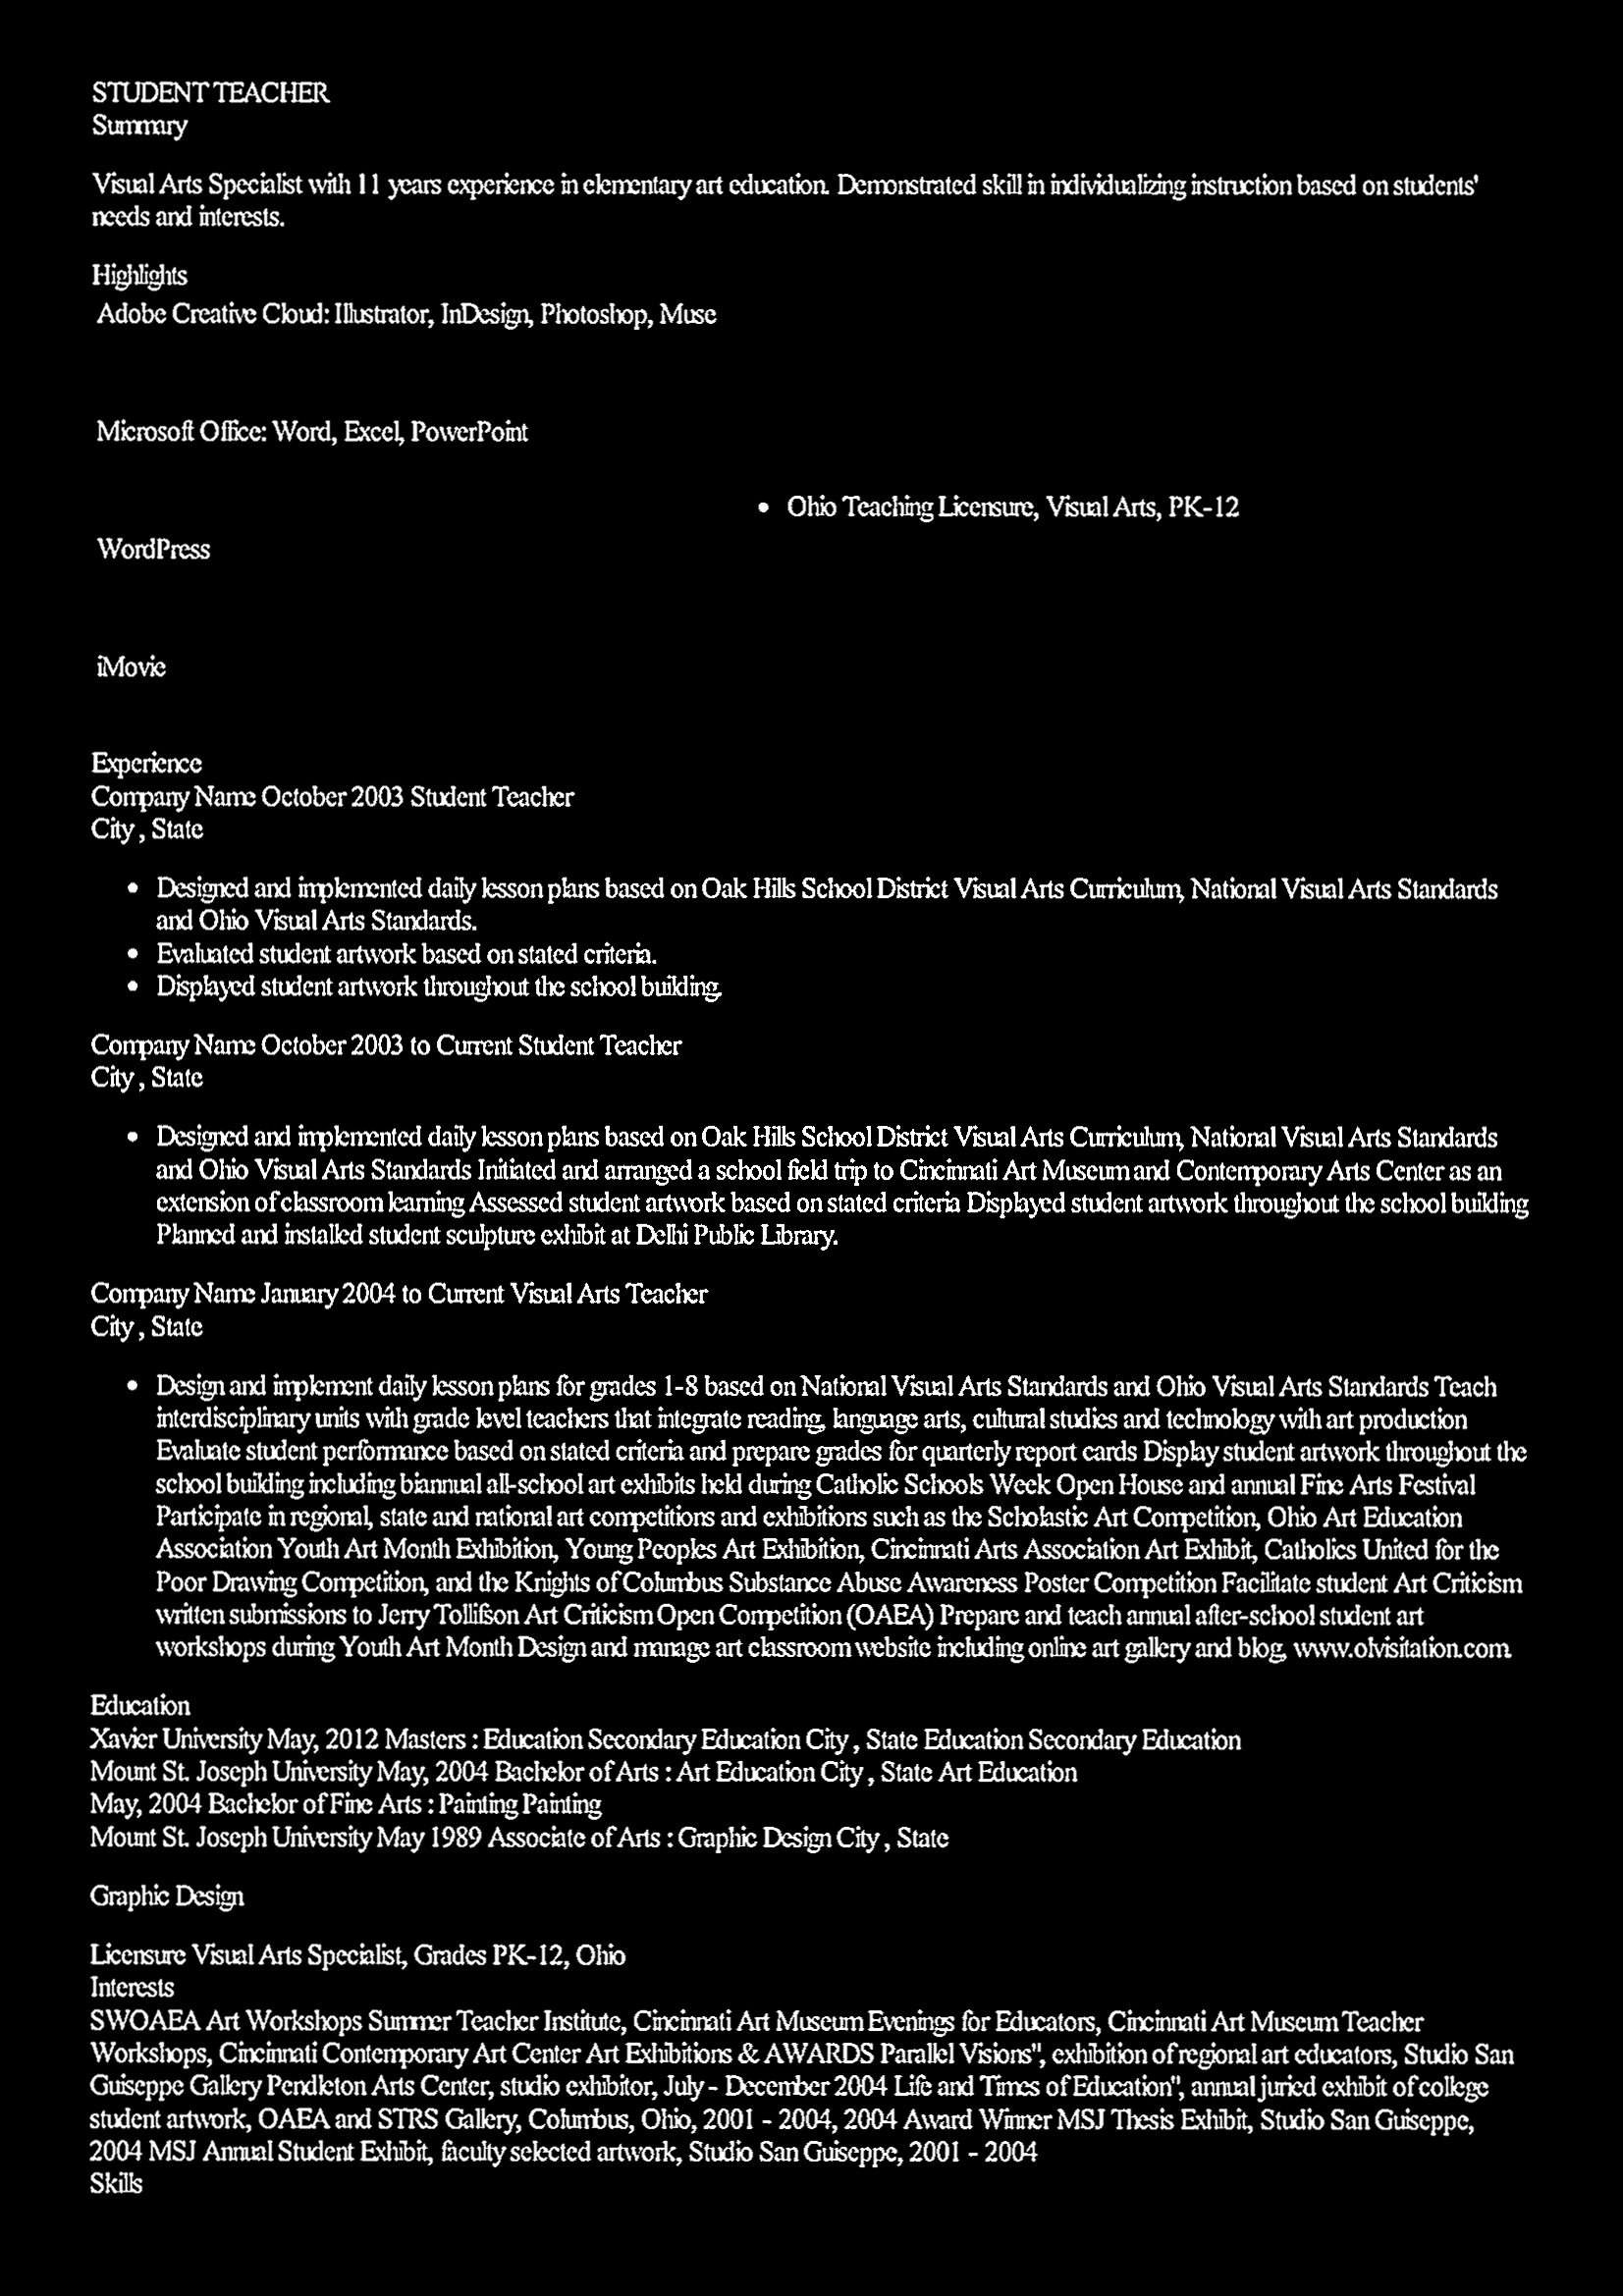 STUDENT TEACHER
Summary
Visual Arts Specialist with 11 years experience in elementary art education. Demonstrated skill in individualizing instruction based on students'
needs and interests.
Highlights
Adobe Creative Cloud: Illustrator, InDesign, Photoshop, Muse
Microsoft Office: Word, Excel, PowerPoint
• Ohio Teaching Licensure, Visual Arts, PK-12
WordPress
iMovie
Experience
Company Name October 2003 Student Teacher
City , State
• Designed and implemented daily lesson plans based on Oak Hills School District Visual Arts Curriculum, National Visual Arts Standards
and Ohio Visual Arts Standards.
• Evaluated student artwork based on stated criteria.
• Displayed student artwork throughout the school building.
Company Name October 2003 to Current Student Teacher
City , State
• Designed and implemented daily lesson plans based on Oak Hills School District Visual Arts Curriculum, National Visual Arts Standards
and Ohio Visual Arts Standards Initiated and arranged a school field trip to Cincinnati Art Museum and Contemporary Arts Center as an
extension of classroom learning Assessed student artwork based on stated criteria Displayed student artwork throughout the school building
Planned and installed student sculpture exhibit at Delhi Public Library.
Company Name January 2004 to Current Visual Arts Teacher
City , State
• Design and implement daily lesson plans for grades 1-8 based on National Visual Arts Standards and Ohio Visual Arts Standards Teach
interdisciplinary units with grade level teachers that integrate reading, language arts, cultural studies and technology with art production
Evaluate student performance based on stated criteria and prepare grades for quarterly report cards Display student artwork throughout the
school building including biannual all-school art exhibits held during Catholic Schools Week Open House and annual Fine Arts Festival
Participate in regional, state and national art competitions and exhibitions such as the Scholastic Art Competition, Ohio Art Education
Association Youth Art Month Exhibition, Young Peoples Art Exhibition, Cincinnati Arts Association Art Exhibit, Catholics United for the
Poor Drawing Competition, and the Knights of Columbus Substance Abuse Awareness Poster Competition Facilitate student Art Criticism
written submissions to Jerry Tollifson Art Criticism Open Competition (OAEA) Prepare and teach annual after-school student art
workshops during Youth Art Month Design and manage art classroom website including online art gallery and blog, www.olvisitation.com
Education
Xavier University May, 2012 Masters : Education Secondary Education City , State Education Secondary Education
Mount St. Joseph University May, 2004 Bachelor of Arts : Art Education City , State Art Education
May, 2004 Bachelor of Fine Arts : Painting Painting
Mount St. Joseph University May 1989 Associate of Arts : Graphic Design City , State
Graphic Design
Licensure Visual Arts Specialist, Grades PK-12, Ohio
Interests
SWOAEA Art Workshops Summer Teacher Institute, Cincinnati Art Museum Evenings for Educators, Cincinnati Art Museum Teacher
Workshops, Cincinnati Contemporary Art Center Art Exhibitions & AWARDS Parallel Visions", exhibition of regional art educators, Studio San
Guiseppe Gallery Pendleton Arts Center, studio exhibitor, July - December 2004 Life and Times of Education", annual juried exhibit of college
student artwork, OAEA and STRS Gallery, Columbus, Ohio, 2001 - 2004, 2004 Award Winner MSJ Thesis Exhibit, Studio San Guiseppe,
2004 MSJ Annual Student Exhibit, faculty selected artwork, Studio San Guiseppe, 2001 - 2004
Skills